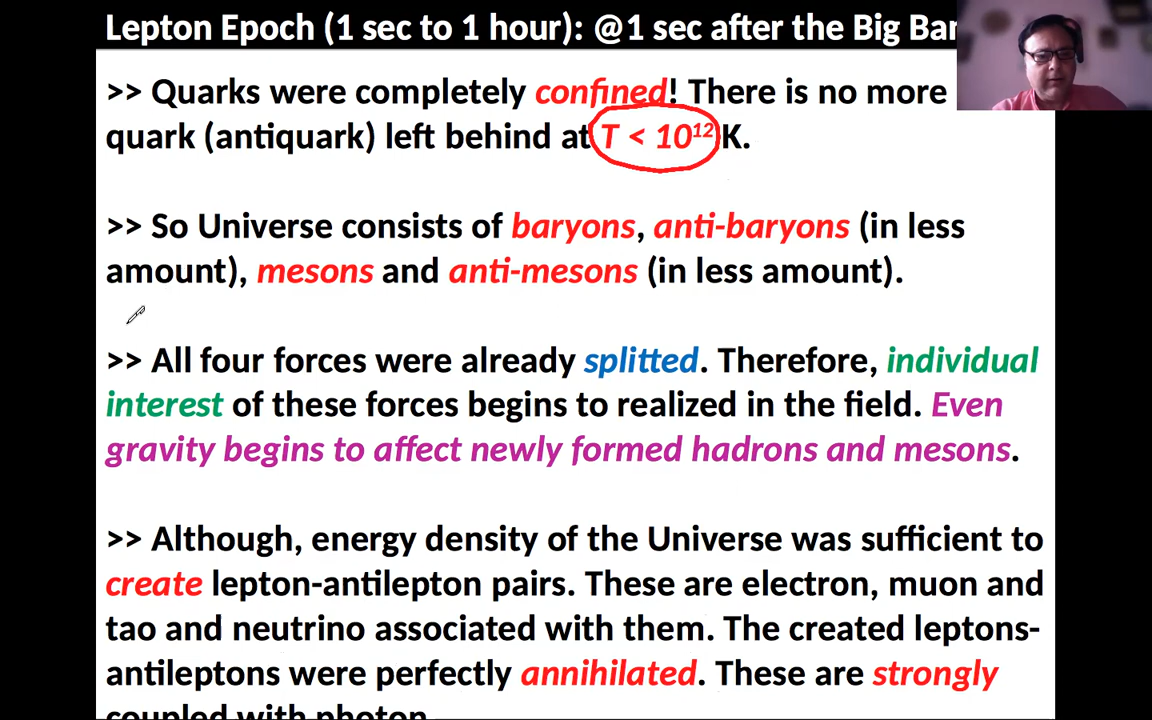 Lepton Epoch (1 sec to 1 hour): @1 sec after the Big Ban
>> Quarks were completely confined! There is no more
quark (antiquark) left behind at T < 10¹² K.
>> So Universe consists of baryons, anti-baryons (in less
amount), mesons and anti-mesons (in less amount).
>> All four forces were already splitted. Therefore, individual
interest of these forces begins to realized in the field. Even
gravity begins to affect newly formed hadrons and mesons.
>> Although, energy density of the Universe was sufficient to
create lepton-antilepton pairs. These are electron, muon and
tao and neutrino associated with them. The created leptons-
antileptons were perfectly annihilated. These are strongly
coupled with photon.